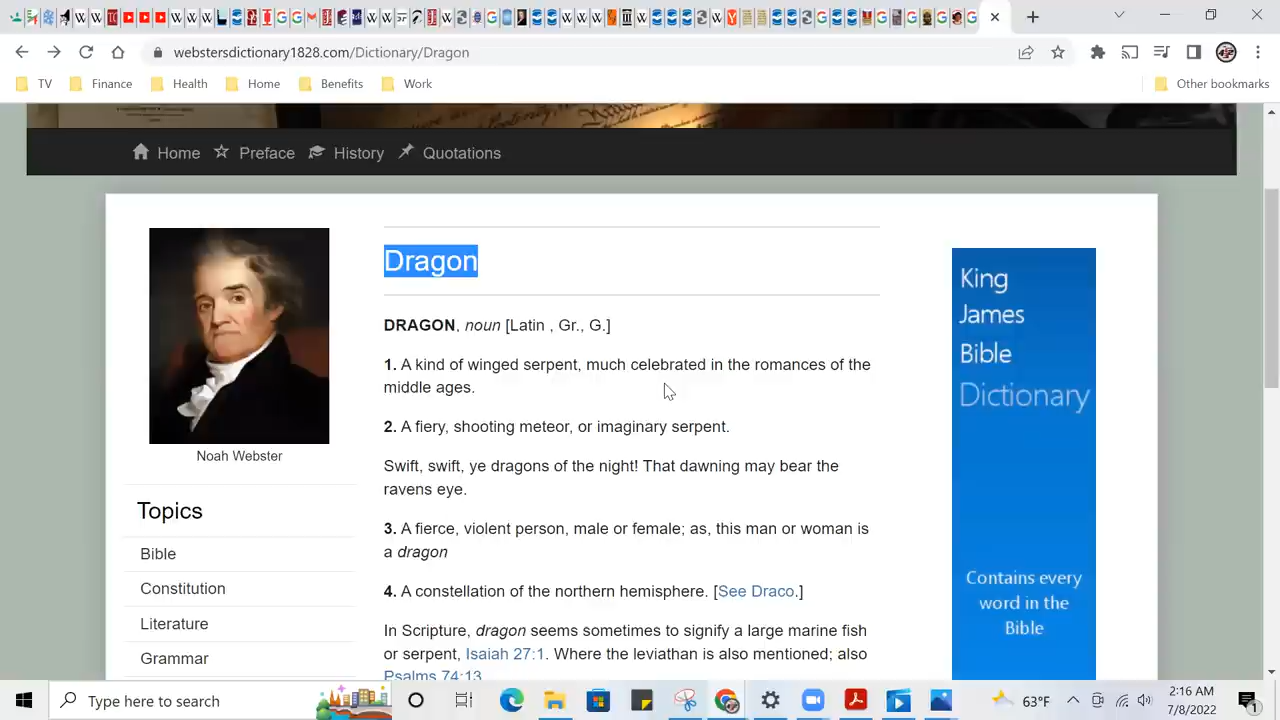 webstersdictionary1828.com/Dictionary/Dragon
TV Finance Health Home Benefits Work Other bookmarks
Home Preface History Quotations
Dragon
DRAGON, noun [Latin , Gr., G.]
1. A kind of winged serpent, much celebrated in the romances of the
middle ages.
2. A fiery, shooting meteor, or imaginary serpent.
Swift, swift, ye dragons of the night! That dawning may bear the
ravens eye.
3. A fierce, violent person, male or female; as, this man or woman is
a dragon
4. A constellation of the northern hemisphere. [See Draco.]
In Scripture, dragon seems sometimes to signify a large marine fish
or serpent, Isaiah 27:1. Where the leviathan is also mentioned; also
Psalms 74:13
Noah Webster
Topics
Bible
Constitution
Literature
Grammar
King
James
Bible
Dictionary
Contains every
word in the
Bible
Type here to search
63°F
2:16 AM
7/8/2022